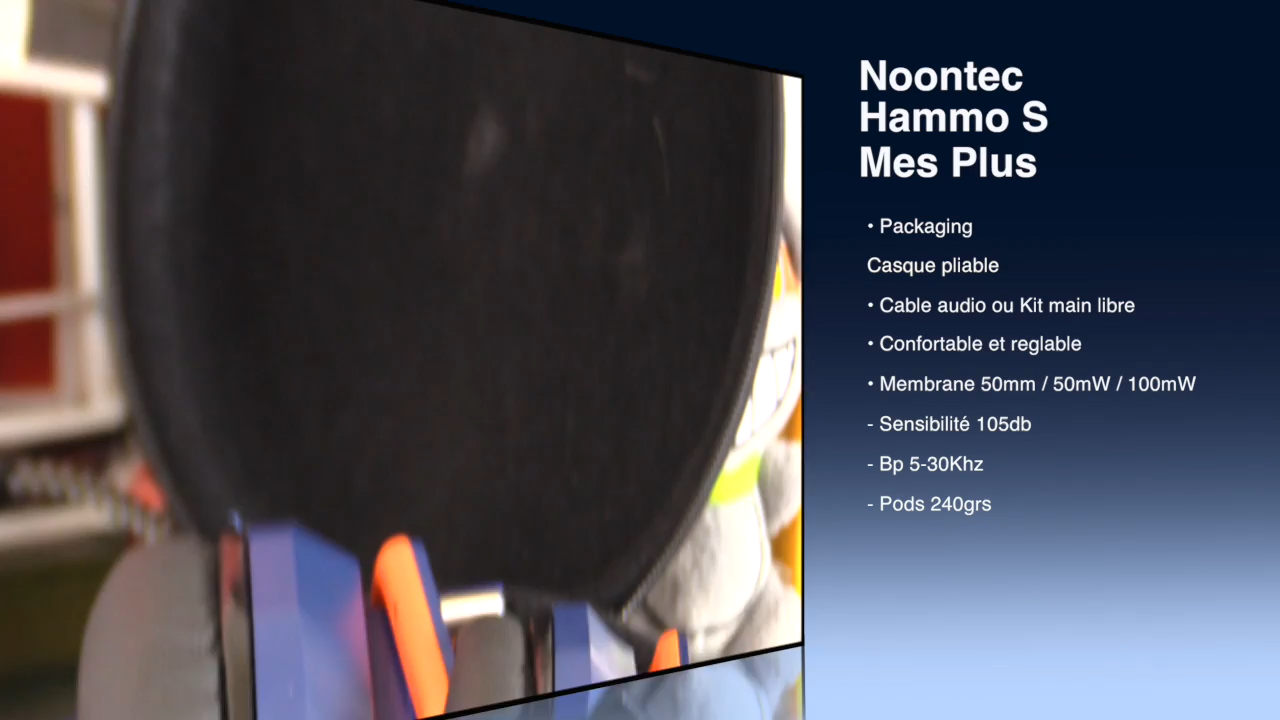 Noontec
Hammo S
Mes Plus
• Packaging
Casque pliable
• Cable audio ou Kit main libre
• Confortable et reglable
• Membrane 50mm / 50mW / 100mW
- Sensibilité 105db
- Bp 5-30Khz
- Pods 240grs